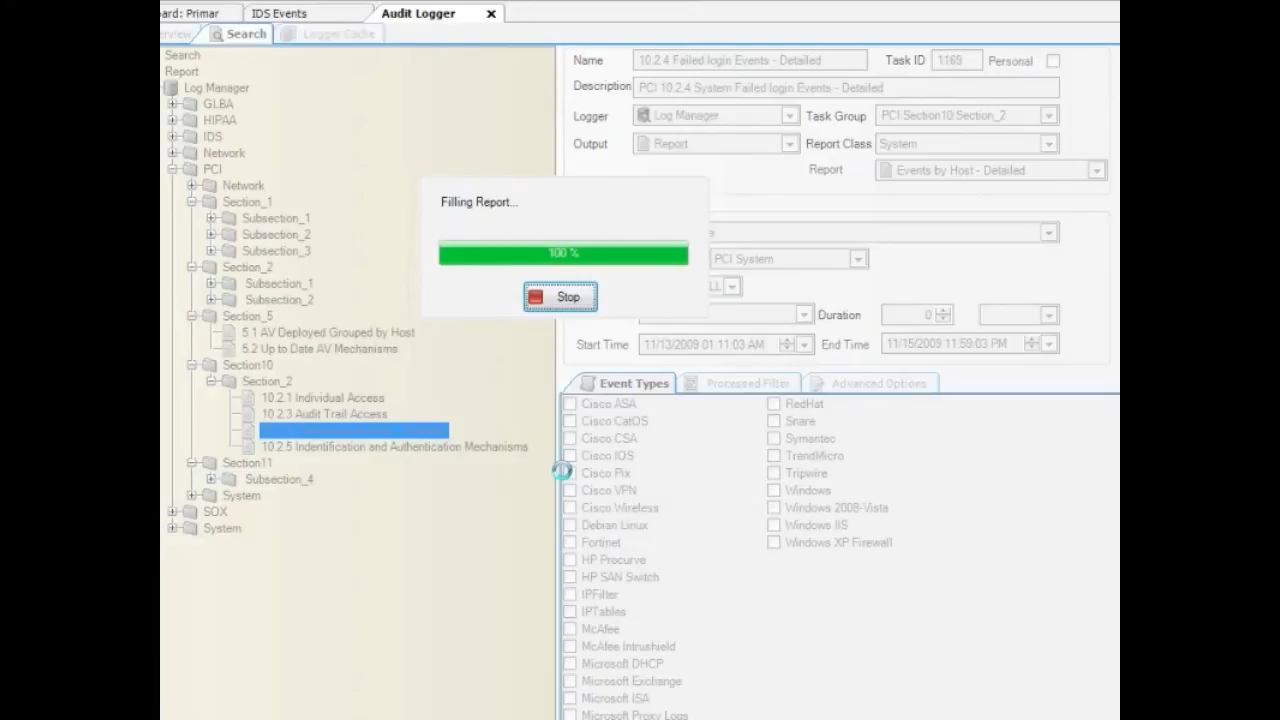 ard: Primar IDS Events Audit Logger x
erview Search Logger Cache
Search
Report
Log Manager
GLBA
HIPAA
IDS
Network
PCI
Network
Section_1
Subsection_1
Subsection_2
Subsection_3
Section_2
Subsection_1
Subsection_2
Section_5
5.1 AV Deployed Grouped by Host
5.2 Up to Date AV Mechanisms
Section10
Section_2
10.2.1 Individual Access
10.2.3 Audit Trail Access
10.2.5 Indentification and Authentication Mechanisms
Section11
Subsection_4
System
SOX
System
Name 10.2.4 Failed login Events - Detailed Task ID 1169 Personal
Description PCI 10.2.4 System Failed login Events - Detailed
Logger Log Manager Task Group PCI:Section10:Section_2
Output Report Report Class System
Report Events by Host - Detailed
Filling Report...
100 %
Stop
e
PCI System
LL
Duration 0
Start Time 11/13/2009 01:11:03 AM End Time 11/15/2009 11:59:03 PM
Event Types Processed Filter Advanced Options
Cisco ASA RedHat
Cisco CatOS Snare
Cisco CSA Symantec
Cisco IOS TrendMicro
Cisco Pix Tripwire
Cisco VPN Windows
Cisco Wireless Windows 2008-Vista
Debian Linux Windows IIS
Fortinet Windows XP Firewall
HP Procurve
HP SAN Switch
IPFilter
IPTables
McAfee
McAfee Intrushield
Microsoft DHCP
Microsoft Exchange
Microsoft ISA
Microsoft Proxy Logs